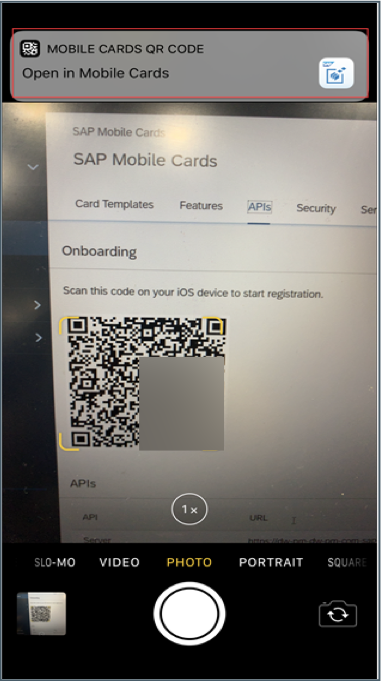 MOBILE CARDS QR CODE
Open in Mobile Cards
SAP Mobile Cards
SAP Mobile Cards
Card Templates Features APIs Security Ser
Onboarding
Scan this code on your iOS device to start registration.
APIs
1×
API URL
Server
SLO-MO VIDEO PHOTO PORTRAIT SQUARE